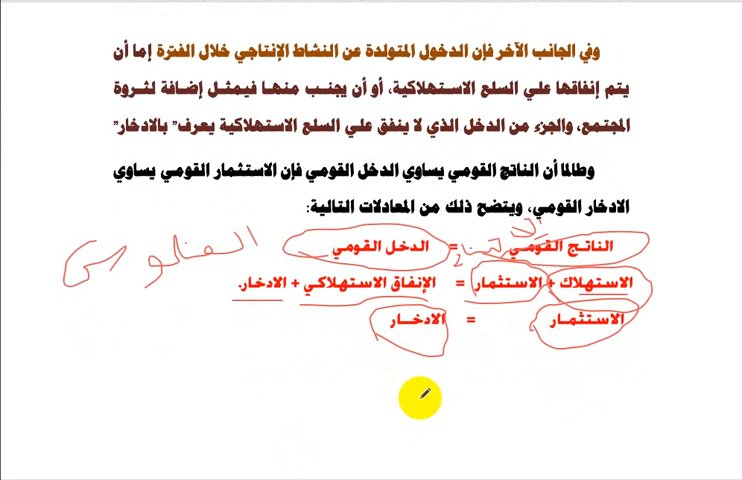 وفي الجانب الآخر فإن الدخول المتولدة عن النشاط الإنتاجي خلال الفترة إما أن
يتم إنفاقها علي السلع الاستهلاكية، أو أن يجنب منها فيمثل إضافة لثروة
المجتمع، والجزء من الدخل الذي لا ينفق علي السلع الاستهلاكية يعرف" بالادخار"
وطالما أن الناتج القومي يساوي الدخل القومي فإن الاستثمار القومي يساوي
الادخار القومي، ويتضح ذلك من المعادلات التالية:
الناتج القومي = الدخل القومي
الاستهلاك + الاستثمار = الإنفاق الاستهلاكي + الادخار.
الاستثمار = الادخار